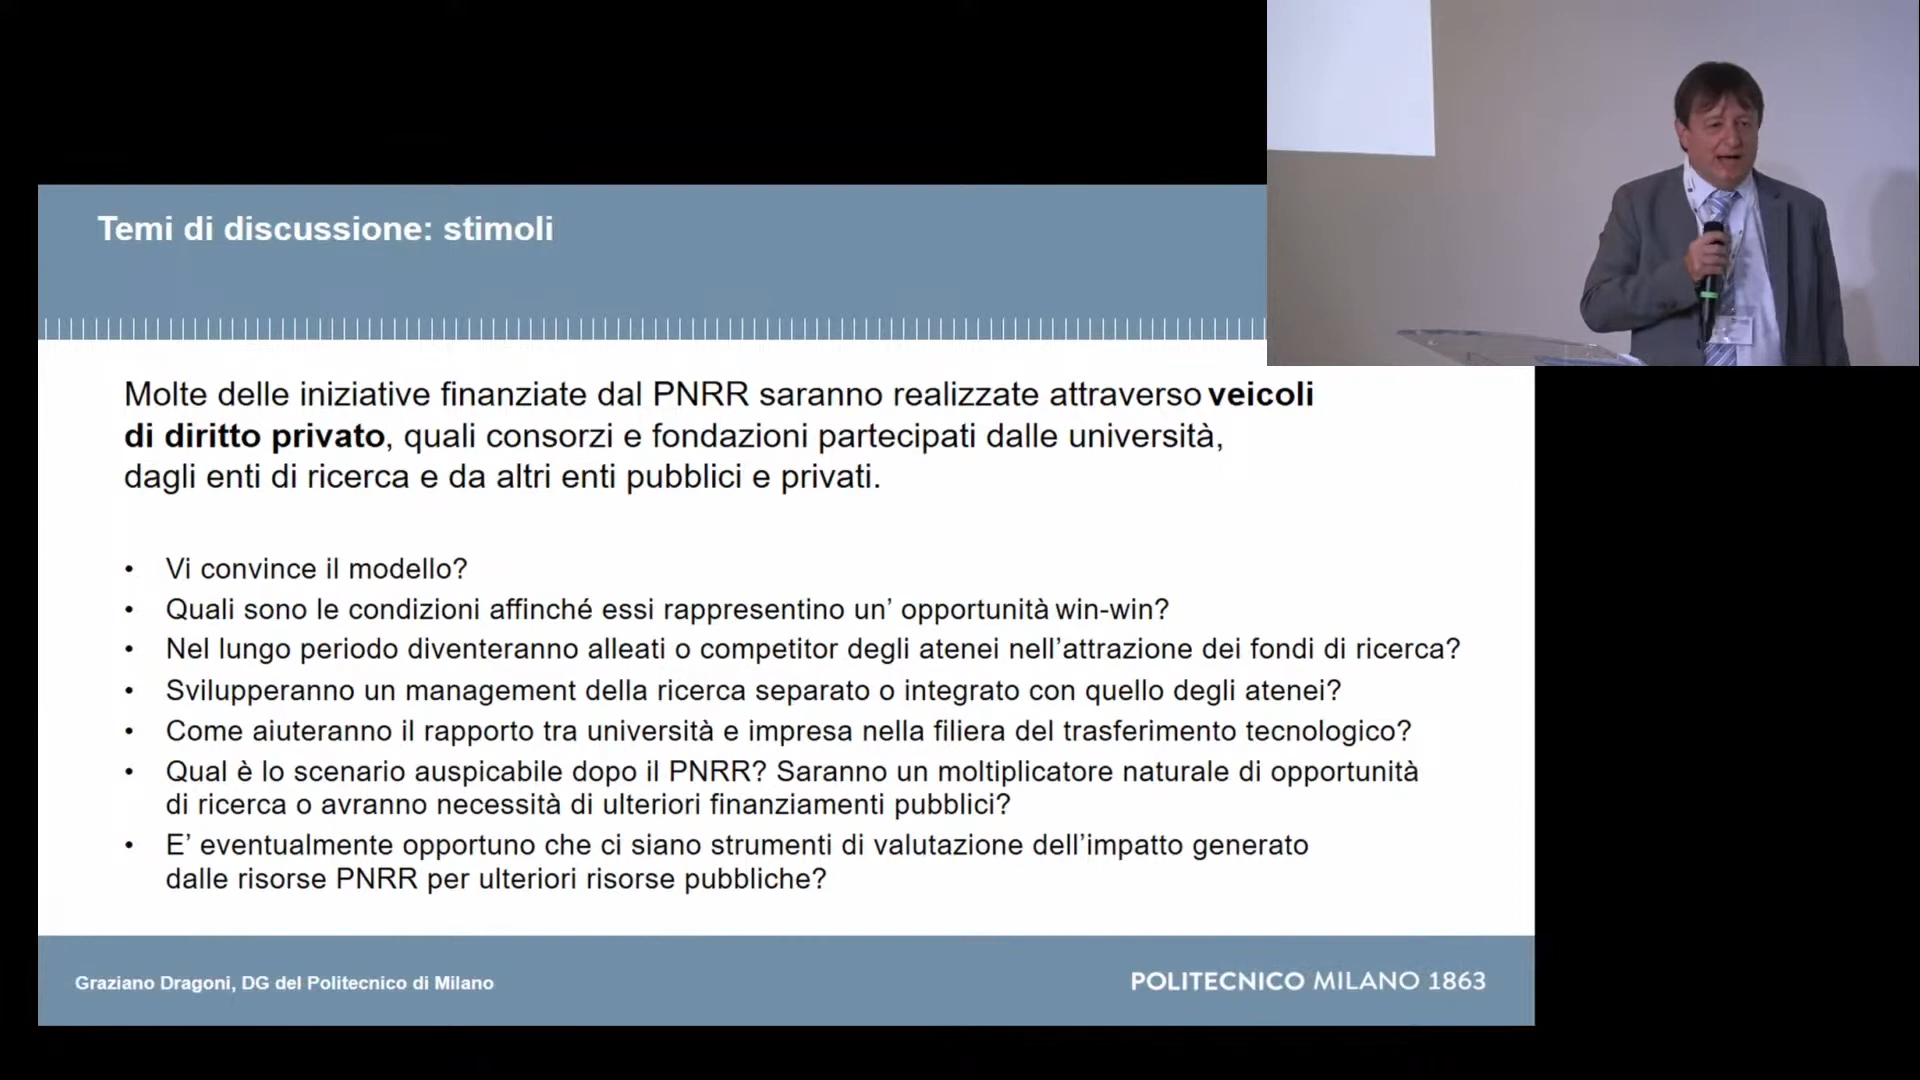 Temi di discussione: stimoli
Molte delle iniziative finanziate dal PNRR saranno realizzate attraverso veicoli
di diritto privato, quali consorzi e fondazioni partecipati dalle università,
dagli enti di ricerca e da altri enti pubblici e privati.
• Vi convince il modello?
• Quali sono le condizioni affinché essi rappresentino un’ opportunità win-win?
• Nel lungo periodo diventeranno alleati o competitor degli atenei nell’attrazione dei fondi di ricerca?
• Svilupperanno un management della ricerca separato o integrato con quello degli atenei?
• Come aiuteranno il rapporto tra università e impresa nella filiera del trasferimento tecnologico?
• Qual è lo scenario auspicabile dopo il PNRR? Saranno un moltiplicatore naturale di opportunità
di ricerca o avranno necessità di ulteriori finanziamenti pubblici?
• E’ eventualmente opportuno che ci siano strumenti di valutazione dell’impatto generato
dalle risorse PNRR per ulteriori risorse pubbliche?
Graziano Dragoni, DG del Politecnico di Milano
POLITECNICO MILANO 1863